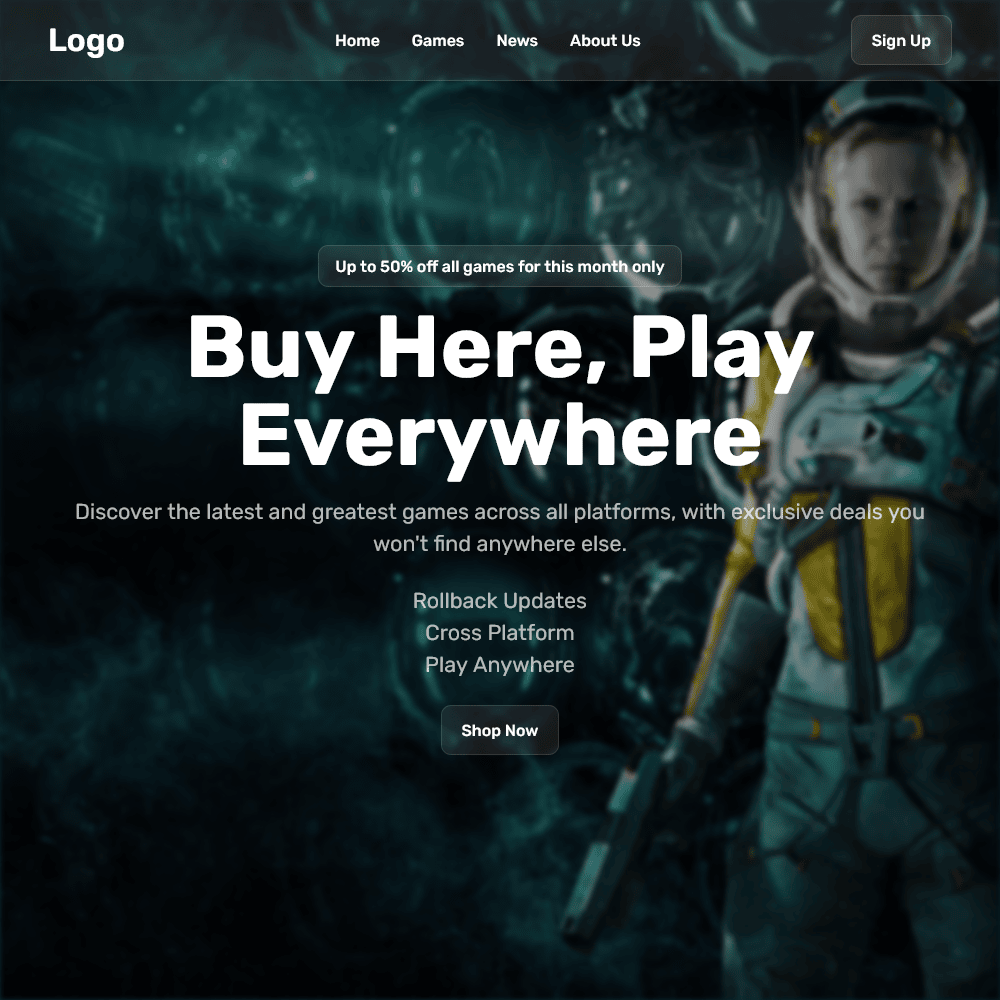 Logo
Home
Games
News
About Us
Sign Up
Up to 50% off all games for this month only
Buy Here, Play
Everywhere
Discover the latest and greatest games across all platforms, with exclusive deals you
won't find anywhere else.
Rollback Updates
Cross Platform
Play Anywhere
Shop Now